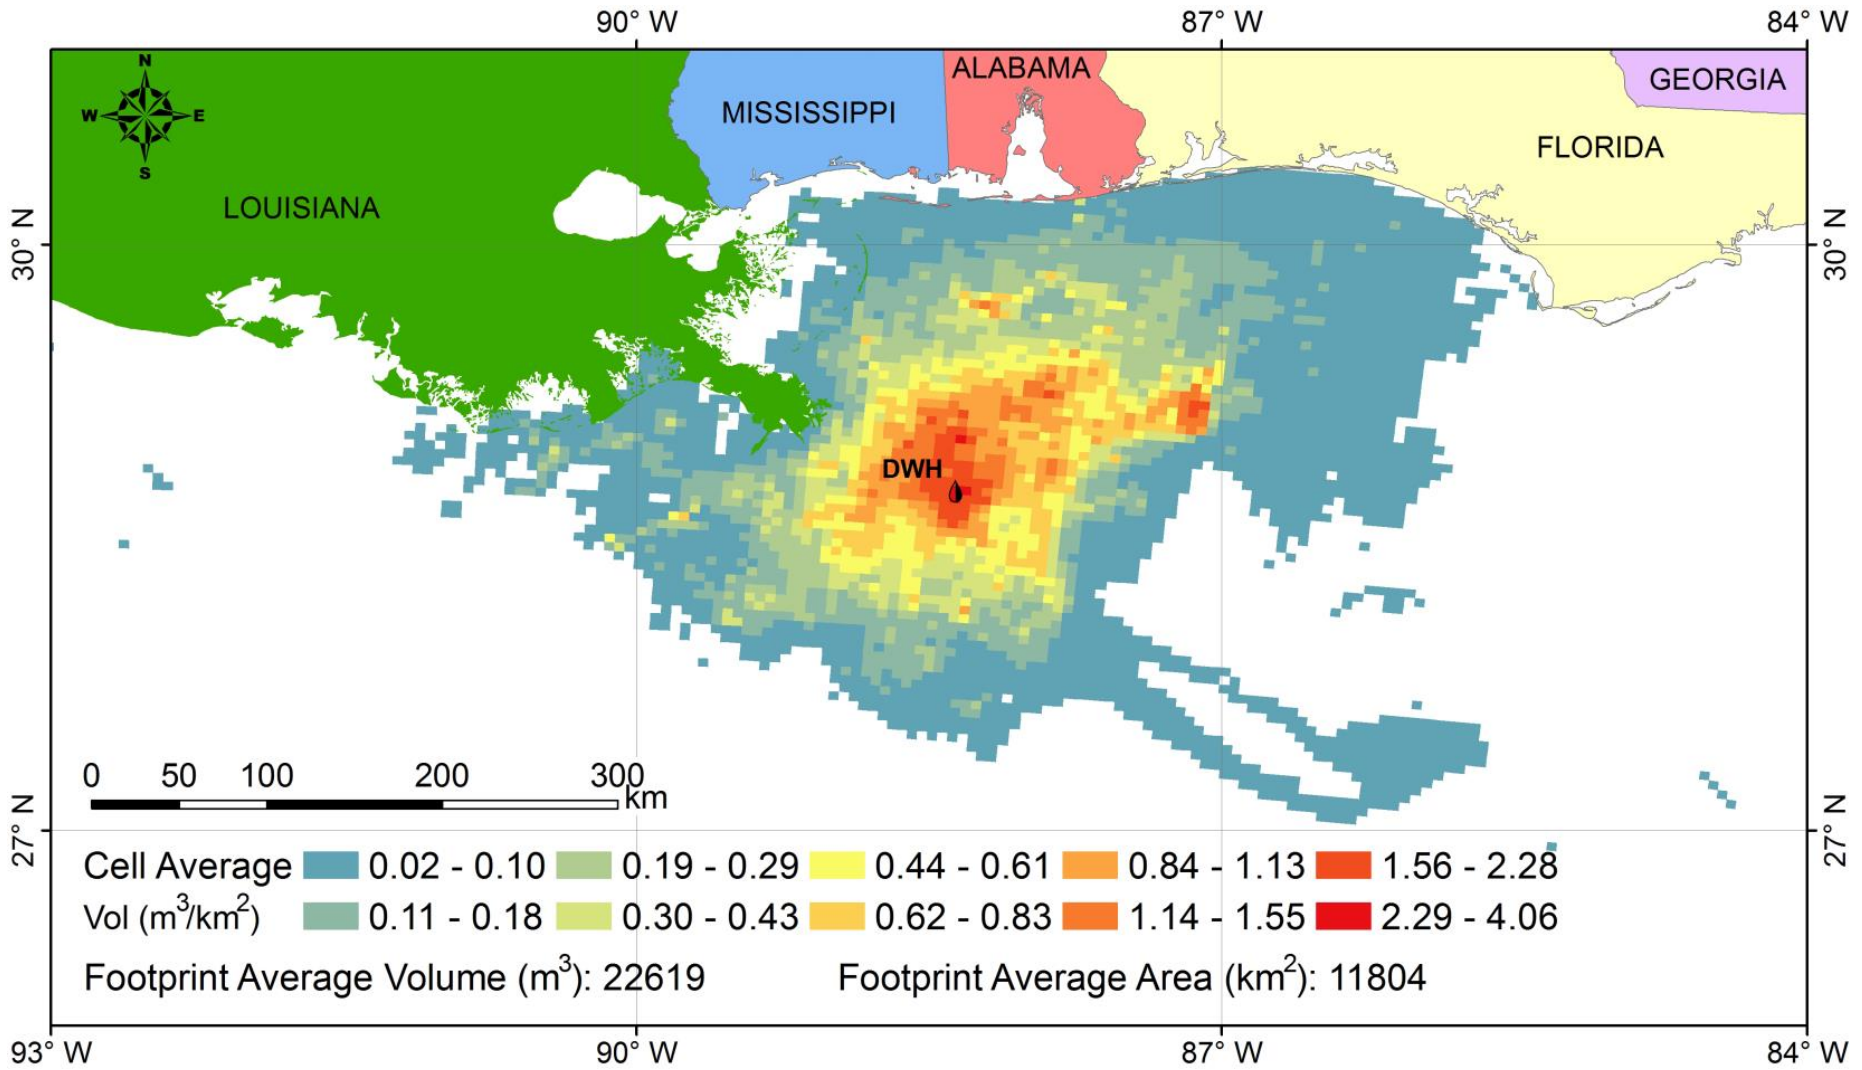 90° W 87° W 84° W
N
W E
S
ALABAMA
GEORGIA
MISSISSIPPI
FLORIDA
LOUISIANA
30° N 30° N
DWH
0 50 100 200 300
km
27° N 27° N
Cell Average 0.02 - 0.10 0.19 - 0.29 0.44 - 0.61 0.84 - 1.13 1.56 - 2.28
Vol (m³/km²) 0.11 - 0.18 0.30 - 0.43 0.62 - 0.83 1.14 - 1.55 2.29 - 4.06
Footprint Average Volume (m³): 22619 Footprint Average Area (km²): 11804
93° W 90° W 87° W 84° W